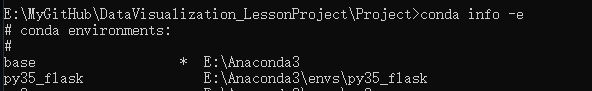 E:\MyGitHub\DataVisualization_LessonProject\Project>conda info -e
# conda environments:
#
base                  *  E:\Anaconda3
py35_flask               E:\Anaconda3\envs\py35_flask